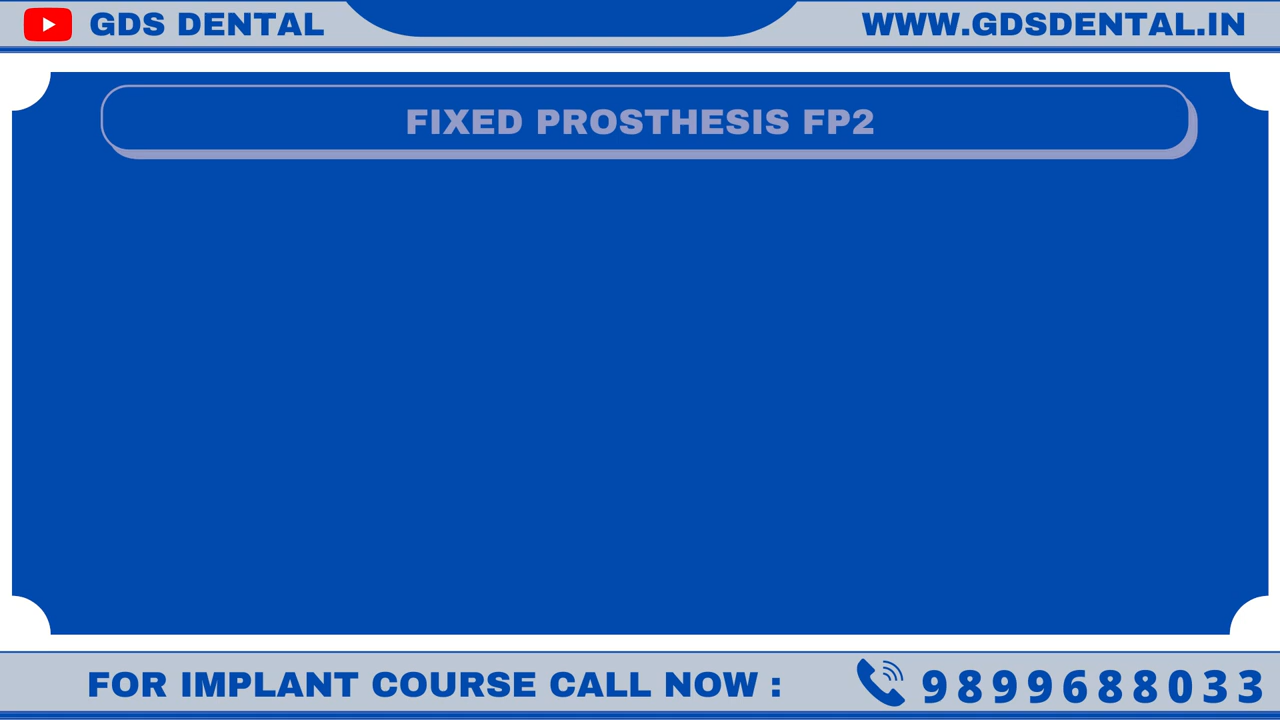 GDS DENTAL
WWW.GDSDENTAL.IN
FIXED PROSTHESIS FP2
FOR IMPLANT COURSE CALL NOW :
9899688033